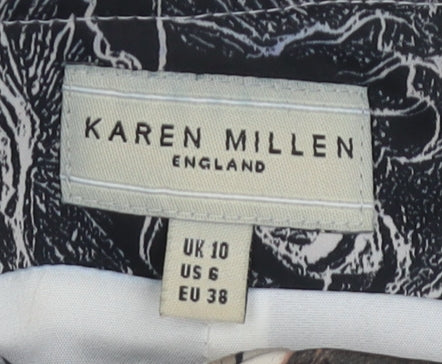 KAREN MILLEN
ENGLAND
UK 10
US 6
EU 38